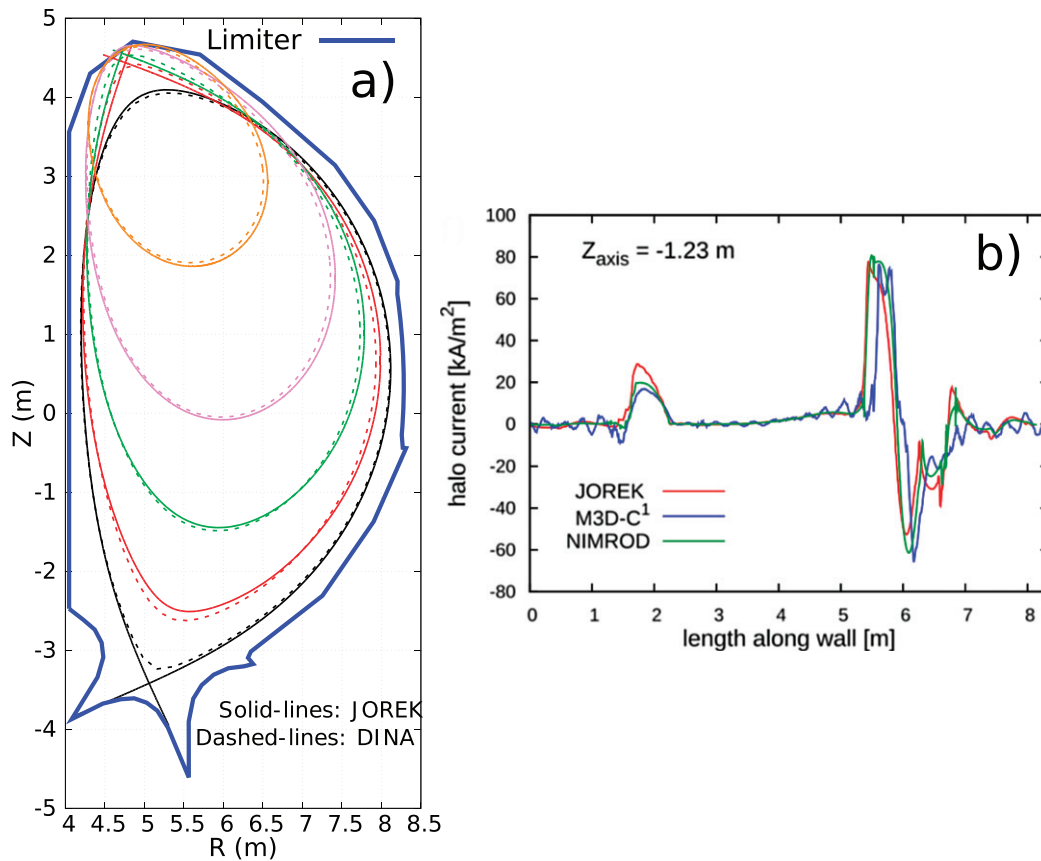 Limiter
a)
5
4
3
2
1
0
-1
-2
-3
-4
-5
Z (m)
Solid-lines: JOREK
Dashed-lines: DINA
4 4.5 5 5.5 6 6.5 7 7.5 8 8.5
R (m)
Zaxis = -1.23 m
b)
100
80
60
40
20
0
-20
-40
-60
-80
halo current [kA/m²]
JOREK
M3D-C¹
NIMROD
0 1 2 3 4 5 6 7 8
length along wall [m]